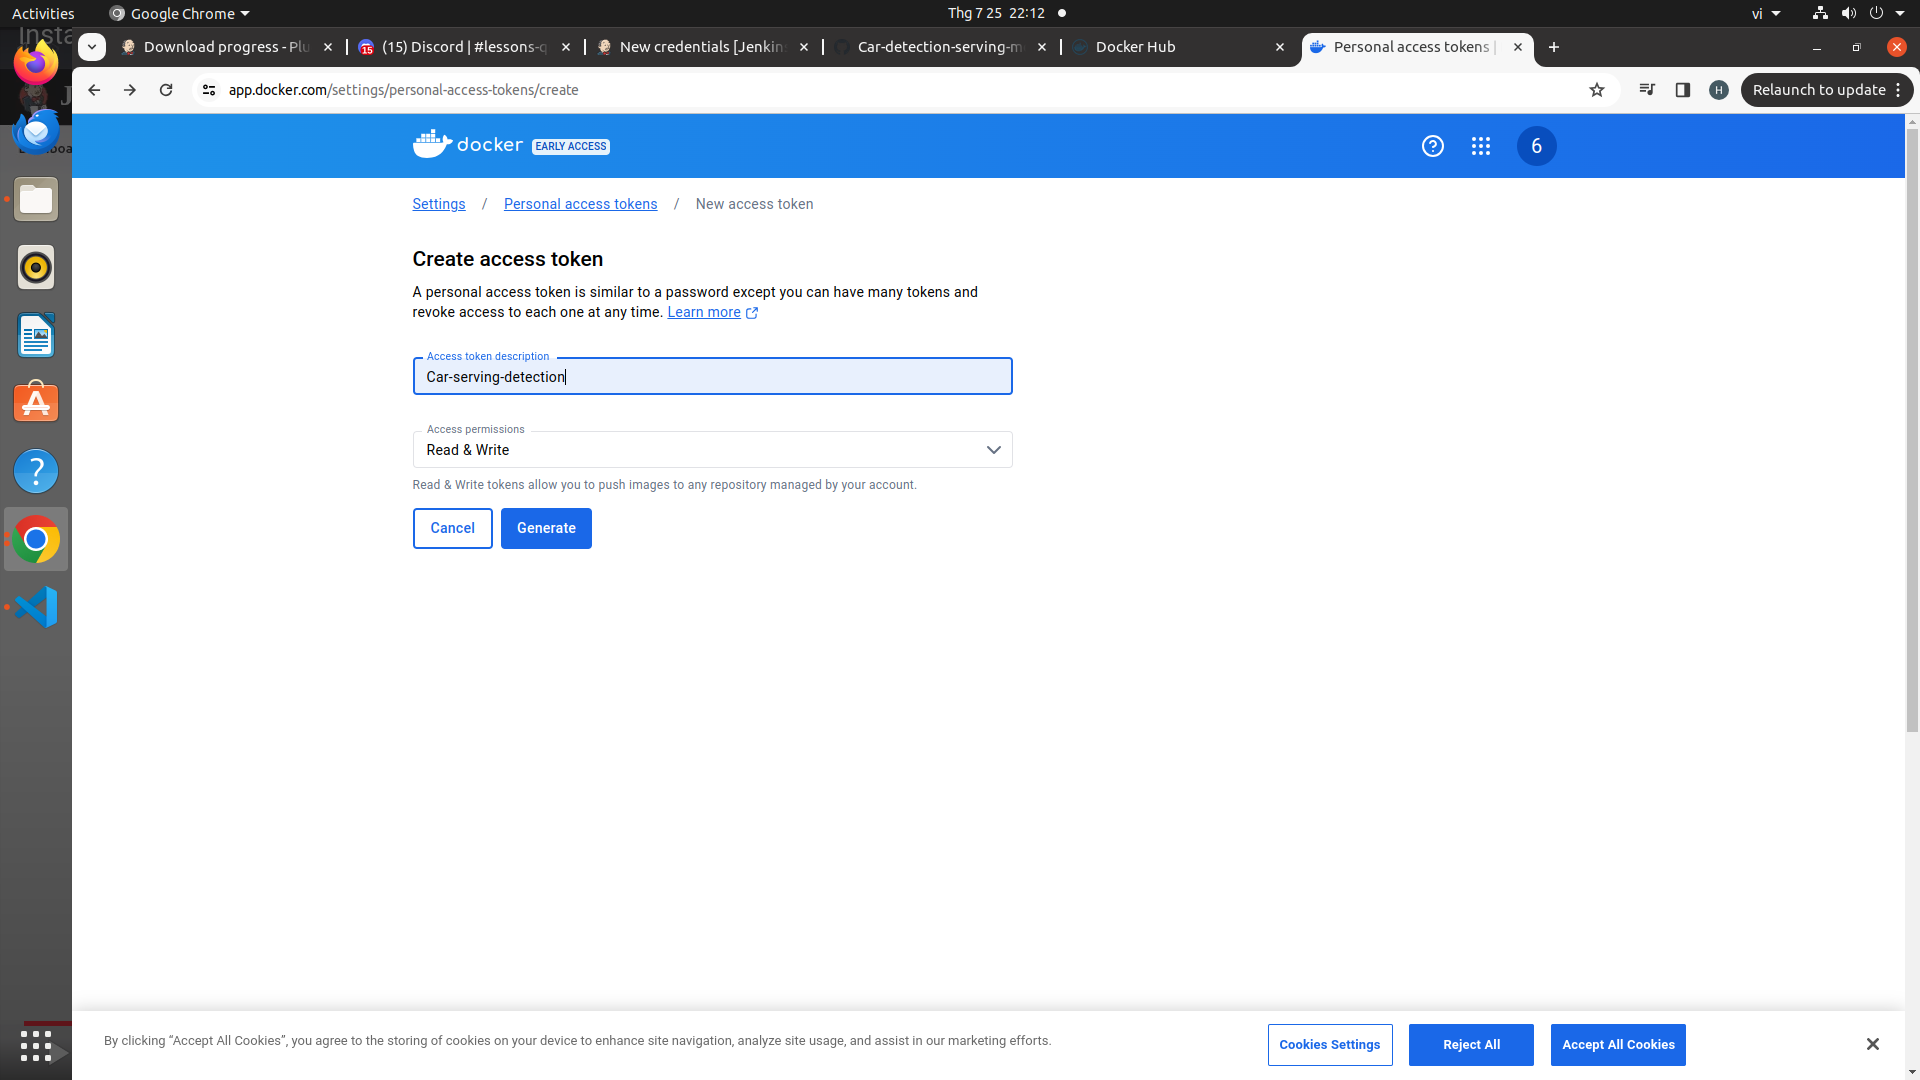 Activities
Google Chrome
Thg 7 25 22:12
vi
Insta
Download progress - Plu
(15) Discord | #lessons-q
New credentials [Jenkins
Car-detection-serving-m
Docker Hub
Personal access tokens |
app.docker.com/settings/personal-access-tokens/create
H
Relaunch to update
docker
EARLY ACCESS
6
Settings / Personal access tokens / New access token
Create access token
A personal access token is similar to a password except you can have many tokens and
revoke access to each one at any time. Learn more
Access token description
Car-serving-detection
Access permissions
Read & Write
Read & Write tokens allow you to push images to any repository managed by your account.
Cancel
Generate
By clicking “Accept All Cookies”, you agree to the storing of cookies on your device to enhance site navigation, analyze site usage, and assist in our marketing efforts.
Cookies Settings
Reject All
Accept All Cookies